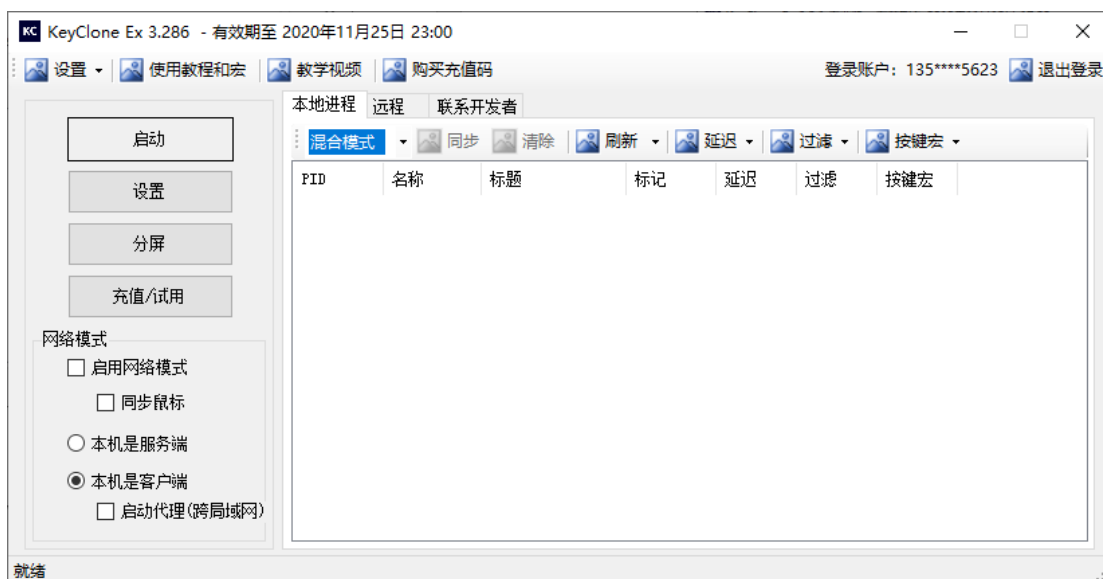 KC KeyClone Ex 3.286 - 有效期至 2020年11月25日 23:00
设置 使用教程和宏 教学视频 购买充值码 登录账户: 135****5623 退出登录
本地进程 远程 联系开发者
混合模式 同步 清除 刷新 延迟 过滤 按键宏
PID 名称 标题 标记 延迟 过滤 按键宏
启动
设置
分屏
充值/试用
网络模式
启用网络模式
同步鼠标
本机是服务端
本机是客户端
启动代理(跨局域网)
就绪